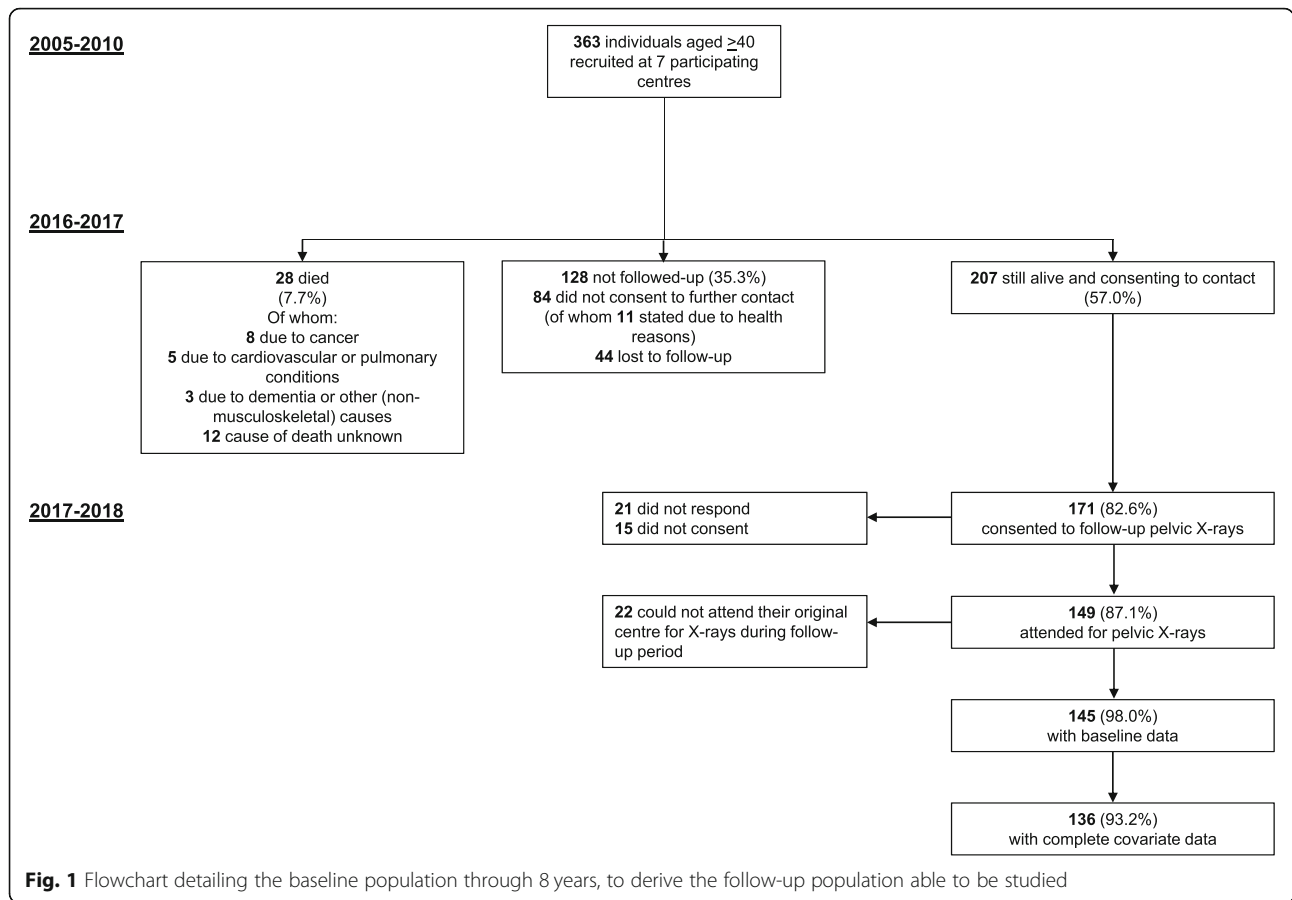 2005-2010
363 individuals aged ≥40
recruited at 7 participating
centres
2016-2017
28 died
(7.7%)
Of whom:
8 due to cancer
5 due to cardiovascular or pulmonary
conditions
3 due to dementia or other (non-
musculoskeletal) causes
12 cause of death unknown
128 not followed-up (35.3%)
84 did not consent to further contact
(of whom 11 stated due to health
reasons)
44 lost to follow-up
207 still alive and consenting to contact
(57.0%)
2017-2018
21 did not respond
15 did not consent
171 (82.6%)
consented to follow-up pelvic X-rays
22 could not attend their original
centre for X-rays during follow-
up period
149 (87.1%)
attended for pelvic X-rays
145 (98.0%)
with baseline data
136 (93.2%)
with complete covariate data
Fig. 1 Flowchart detailing the baseline population through 8 years, to derive the follow-up population able to be studied